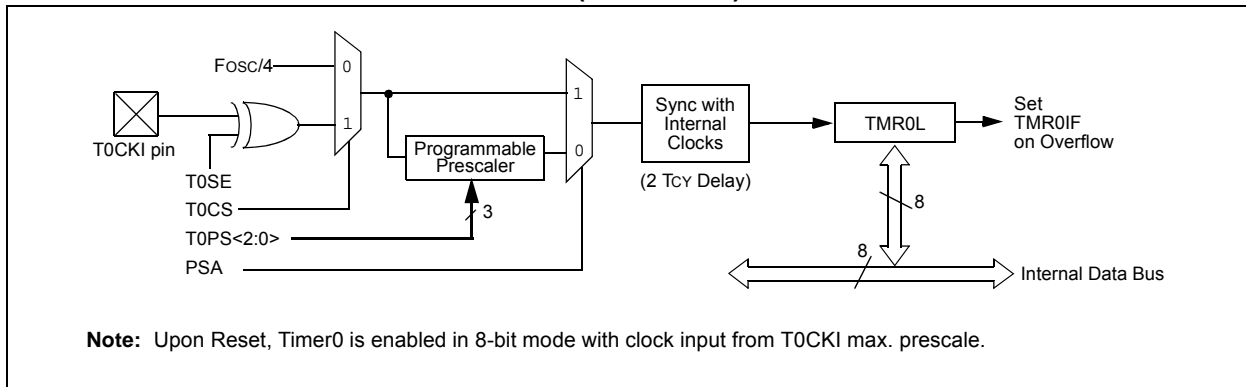 FOSC/4
0
1
T0CKI pin
T0SE
T0CS
T0PS<2:0>
PSA
Programmable
Prescaler
3
1
0
Sync with
Internal
Clocks
(2 TCY Delay)
TMR0L
Set
TMR0IF
on Overflow
8
8
Internal Data Bus
Note: Upon Reset, Timer0 is enabled in 8-bit mode with clock input from T0CKI max. prescale.